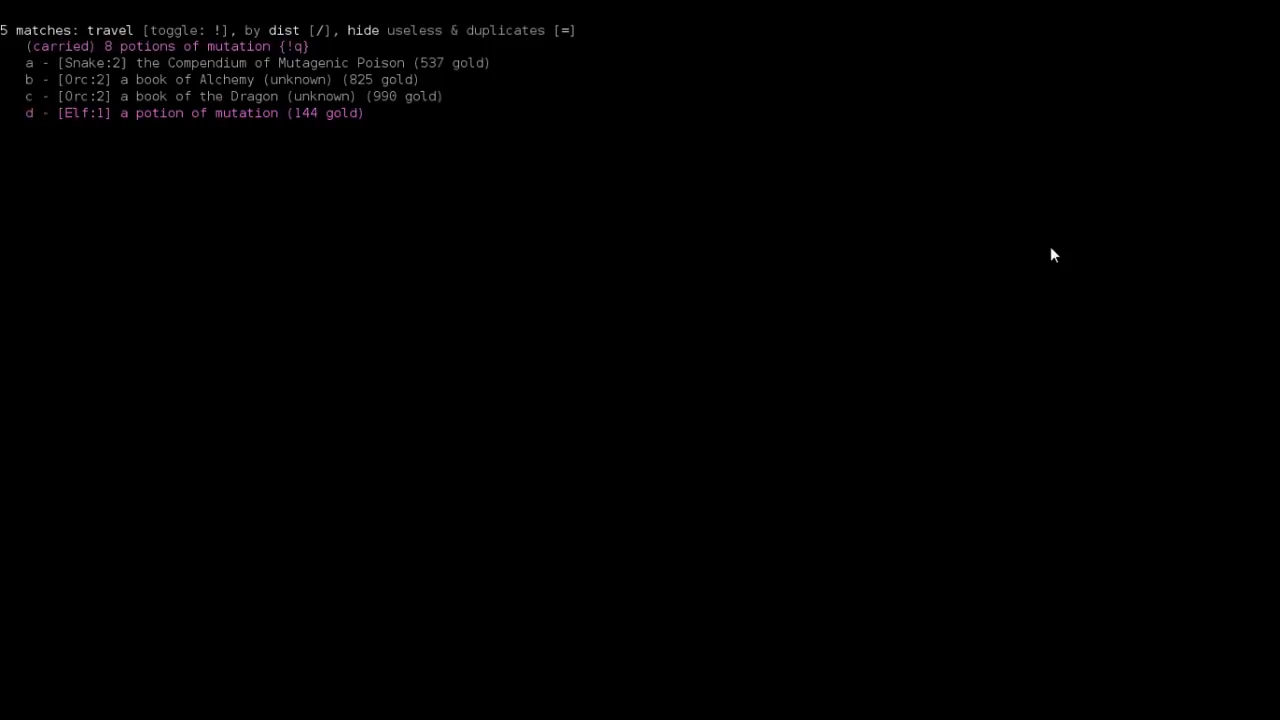 5 matches: travel [toggle: !], by dist [/], hide useless & duplicates [=]
(carried) 8 potions of mutation {!q}
a - [Snake:2] the Compendium of Mutagenic Poison (537 gold)
b - [Orc:2] a book of Alchemy (unknown) (825 gold)
c - [Orc:2] a book of the Dragon (unknown) (990 gold)
d - [Elf:1] a potion of mutation (144 gold)